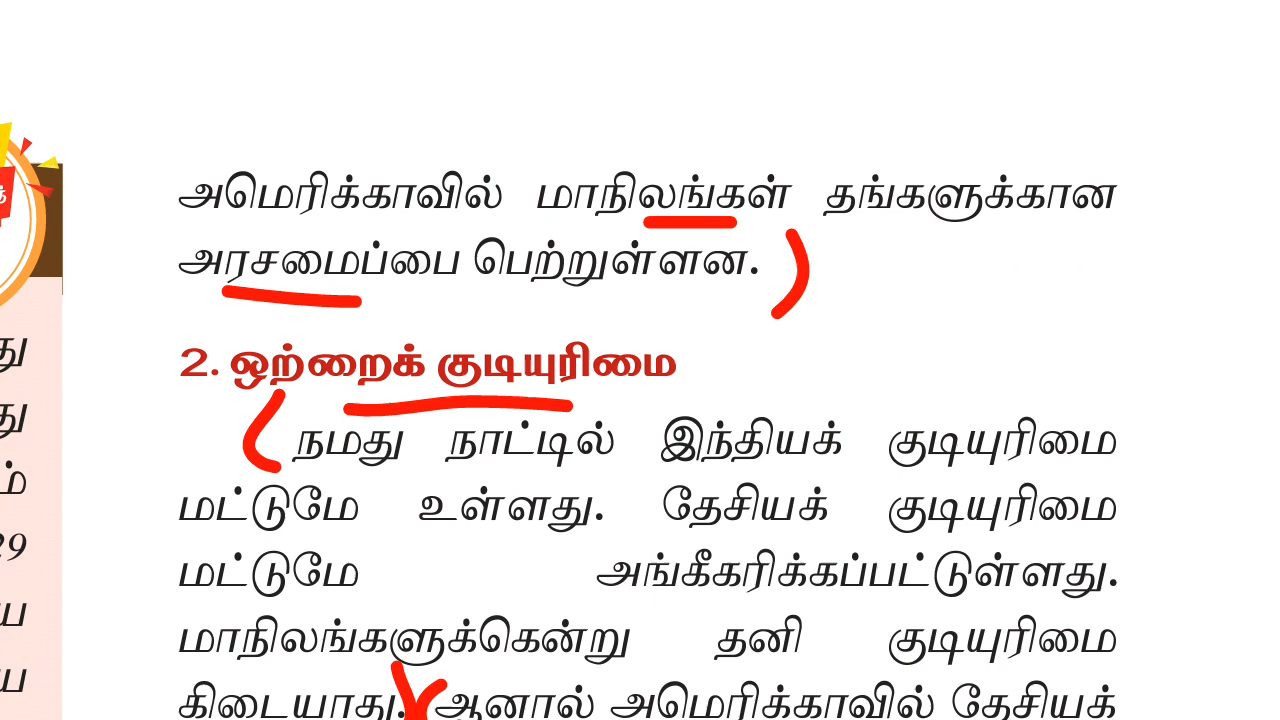 அமெரிக்காவில் மாநிலங்கள் தங்களுக்கான
அரசமைப்பை பெற்றுள்ளன.
2. ஒற்றைக் குடியுரிமை
நமது நாட்டில் இந்தியக் குடியுரிமை
மட்டுமே உள்ளது. தேசியக் குடியுரிமை
மட்டுமே அங்கீகரிக்கப்பட்டுள்ளது.
மாநிலங்களுக்கென்று தனி குடியுரிமை
கிடையாது. ஆனால் அமெரிக்காவில் தேசியக்